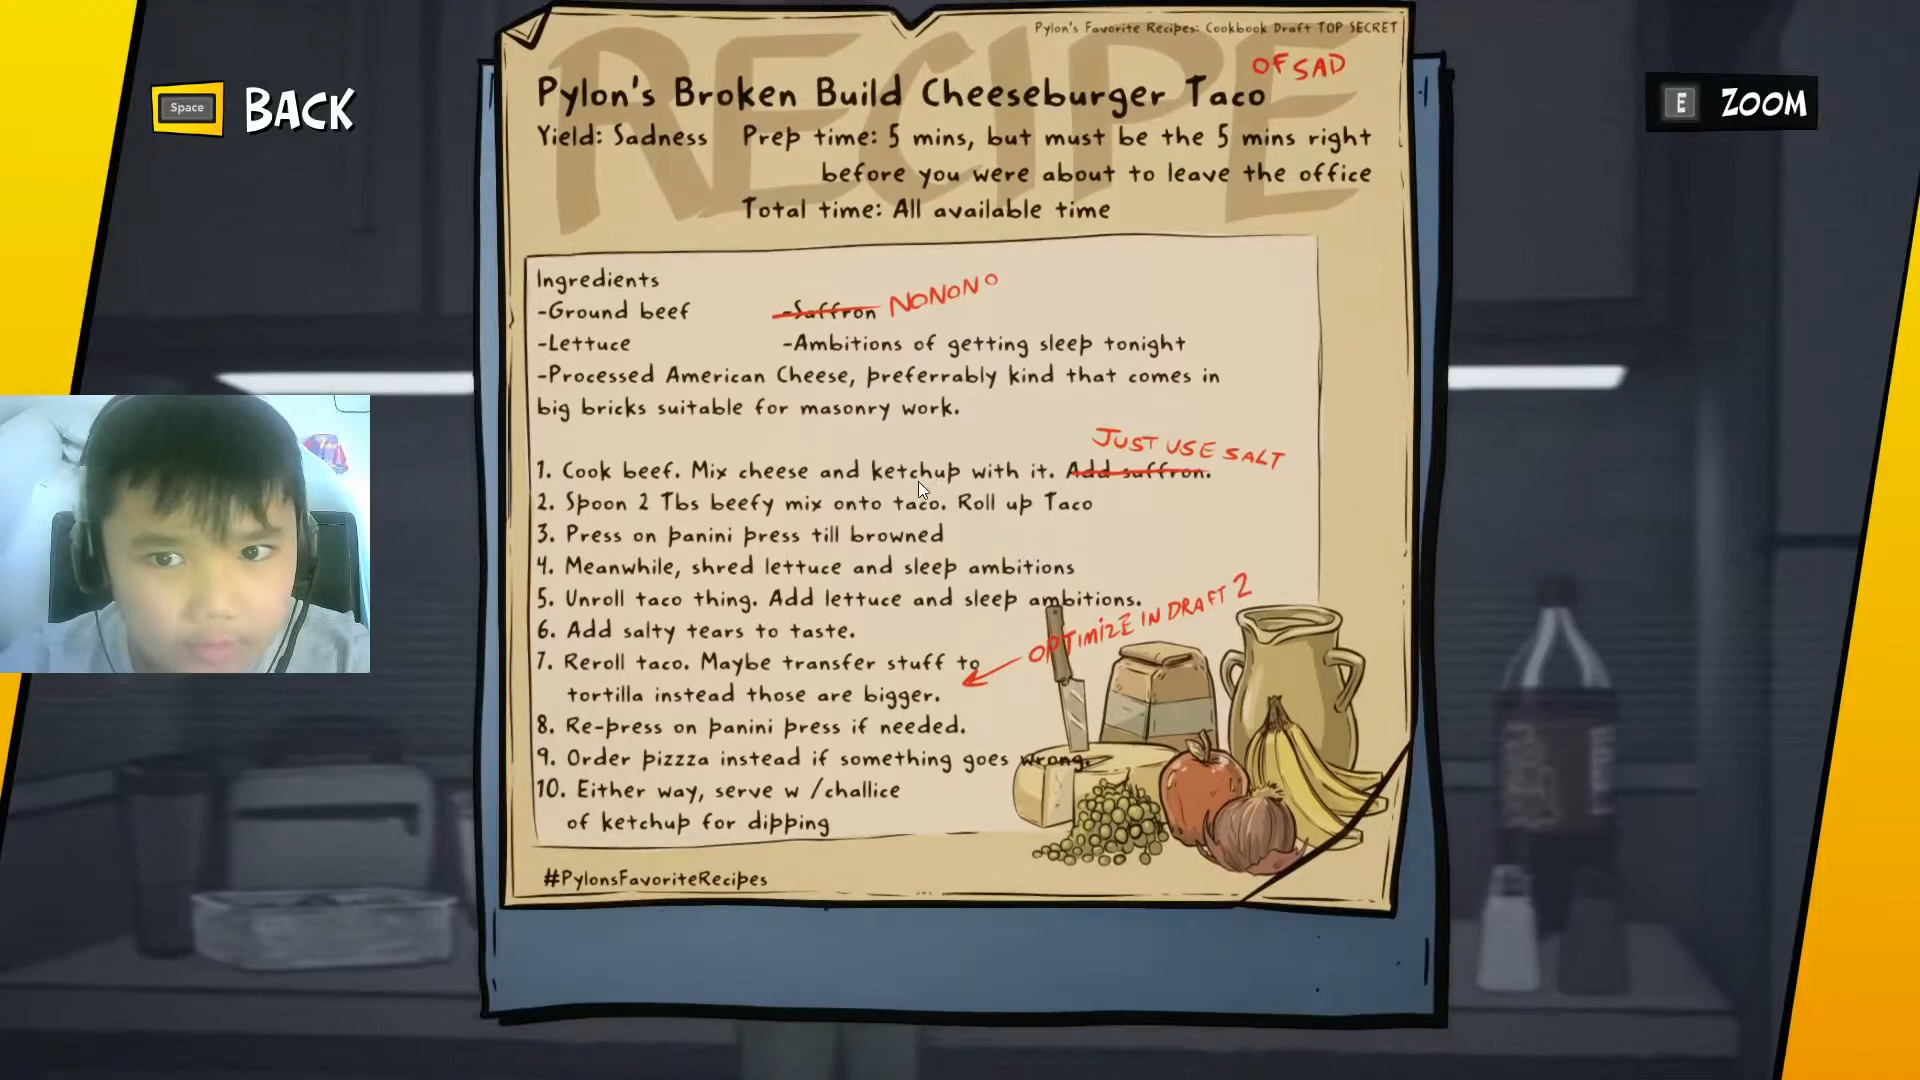 Pylon's Favorite Recipes: Cookbook Draft TOP SECRET
RECIPE
OF SAD
Pylon's Broken Build Cheeseburger Taco
Yield: Sadness Prep time: 5 mins, but must be the 5 mins right
before you were about to leave the office
Total time: All available time
Space BACK
E ZOOM
Ingredients
-Ground beef -Saffron NONONO
-Lettuce -Ambitions of getting sleep tonight
-Processed American Cheese, preferrably kind that comes in
big bricks suitable for masonry work.
JUST USE SALT
1. Cook beef. Mix cheese and ketchup with it. Add saffron.
2. Spoon 2 Tbs beefy mix onto taco. Roll up Taco
3. Press on panini press till browned
4. Meanwhile, shred lettuce and sleep ambitions
5. Unroll taco thing. Add lettuce and sleep ambitions.
OPTIMIZE IN DRAFT 2
6. Add salty tears to taste.
7. Reroll taco. Maybe transfer stuff to
tortilla instead those are bigger.
8. Re-press on panini press if needed.
9. Order pizzza instead if something goes wrong.
10. Either way, serve w /challice
of ketchup for dipping
#PylonsFavoriteRecipes